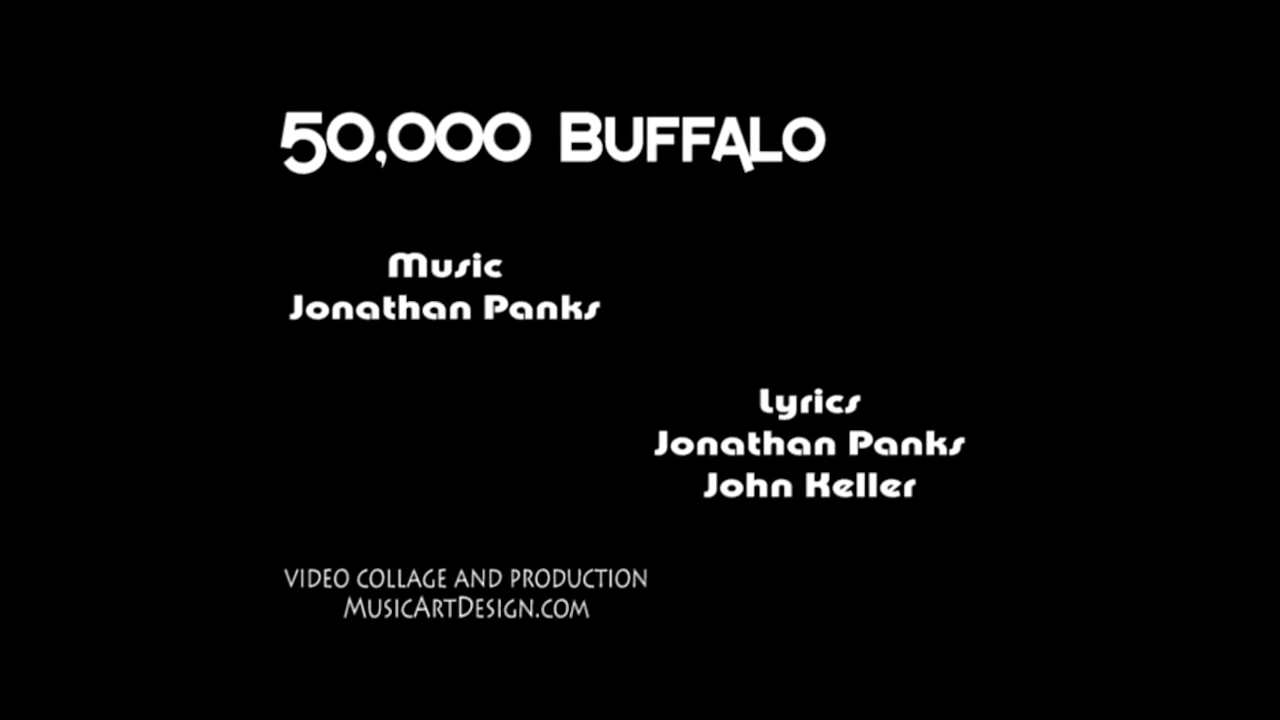 50,000 Buffalo
Music
Jonathan Panks
Lyrics
Jonathan Panks
John Keller
VIDEO COLLAGE AND PRODUCTION
MusicArtDesign.com